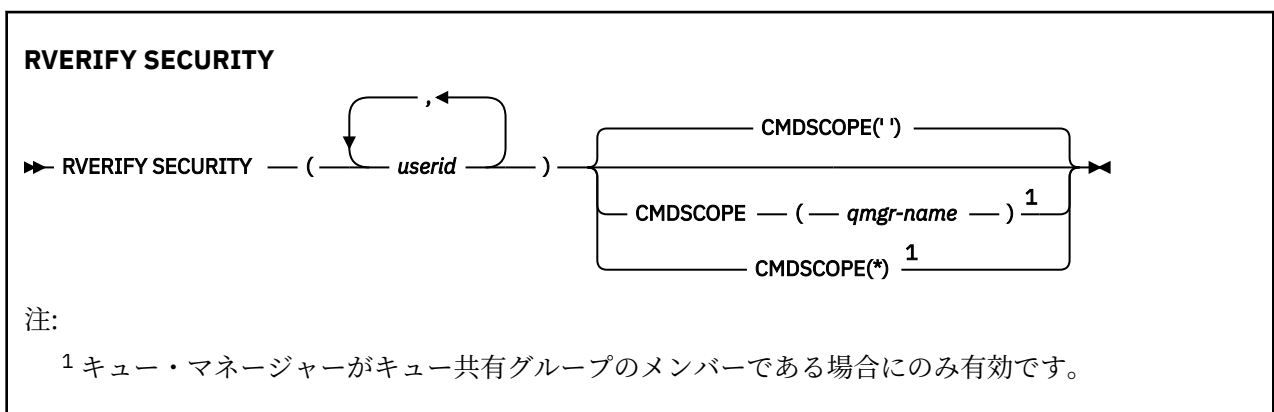 RVERIFY SECURITY
,
CMDSCOPE(' ')
RVERIFY SECURITY ( userid )
CMDSCOPE ( qmgr-name ) 1
CMDSCOPE(*) 1
注:
1 キュー・マネージャーがキュー共有グループのメンバーである場合にのみ有効です。